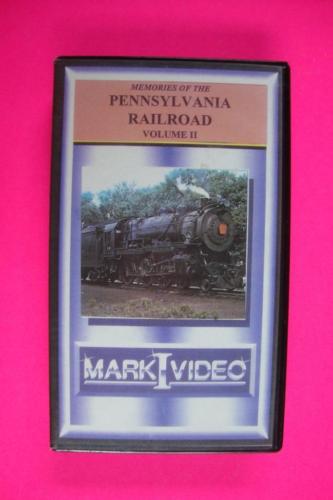 MEMORIES OF THE
PENNSYLVANIA
RAILROAD
VOLUME II
MARK I VIDEO